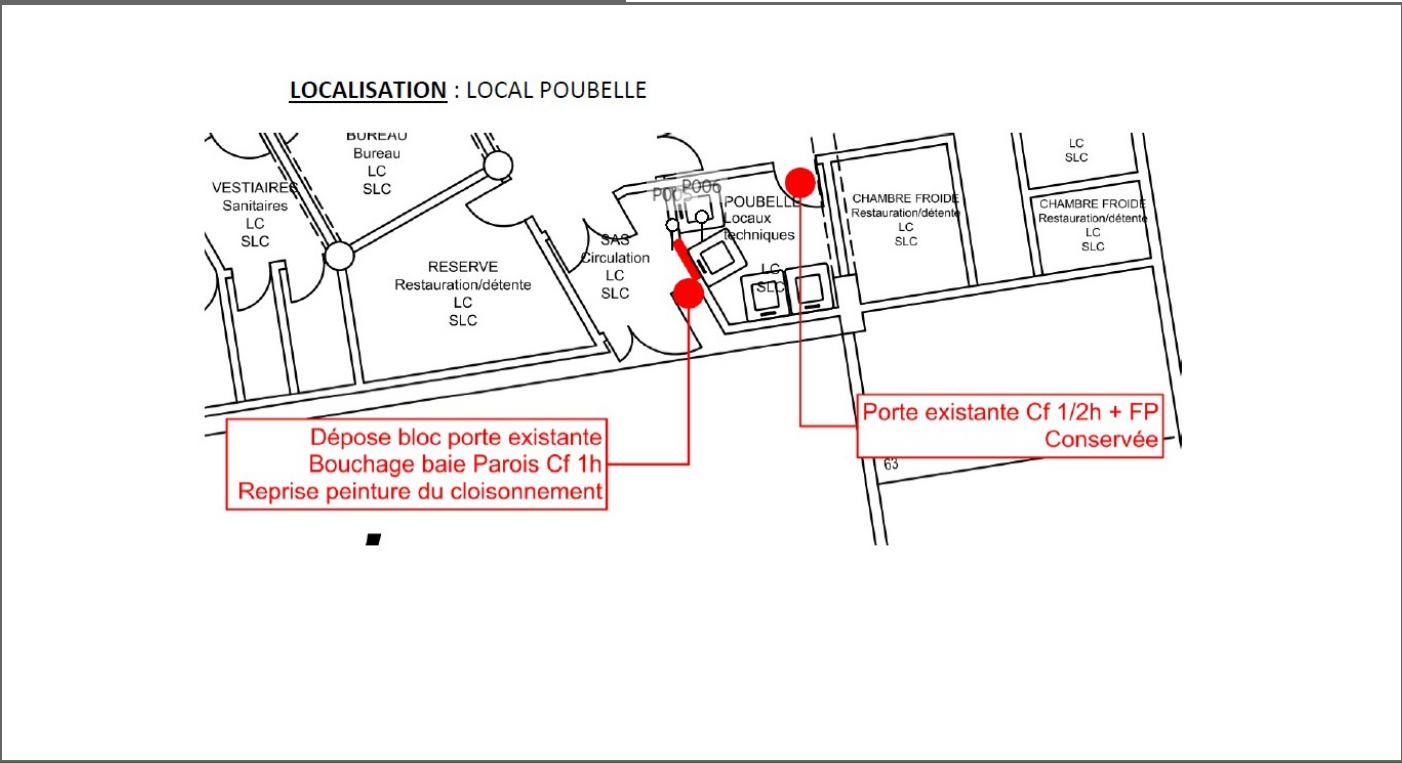 LOCALISATION : LOCAL POUBELLE
BUREAU
Bureau
LC
SLC
VESTIAIRES
Sanitaires
LC
SLC
RESERVE
Restauration/détente
LC
SLC
SAS
Circulation
LC
SLC
P005
P006
POUBELLE
Locaux
techniques
LC
SLC
CHAMBRE FROIDE
Restauration/détente
LC
SLC
LC
SLC
CHAMBRE FROIDE
Restauration/détente
LC
SLC
Porte existante Cf 1/2h + FP
Conservée
63
Dépose bloc porte existante
Bouchage baie Parois Cf 1h
Reprise peinture du cloisonnement